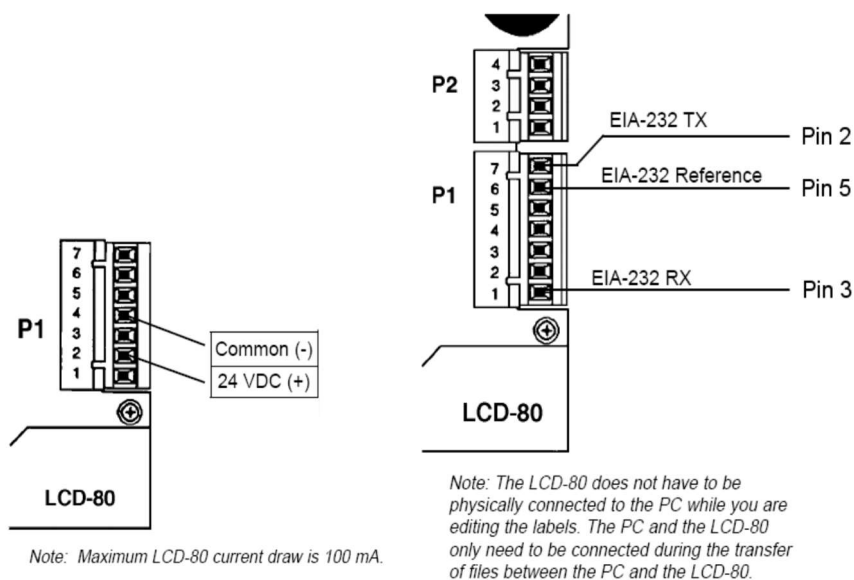 P1
7
6
5
4
3
2
1
Common (-)
24 VDC (+)
LCD-80
Note: Maximum LCD-80 current draw is 100 mA.
P2
4
3
2
1
P1
7
6
5
4
3
2
1
EIA-232 TX
Pin 2
EIA-232 Reference
Pin 5
EIA-232 RX
Pin 3
LCD-80
Note: The LCD-80 does not have to be
physically connected to the PC while you are
editing the labels. The PC and the LCD-80
only need to be connected during the transfer
of files between the PC and the LCD-80.